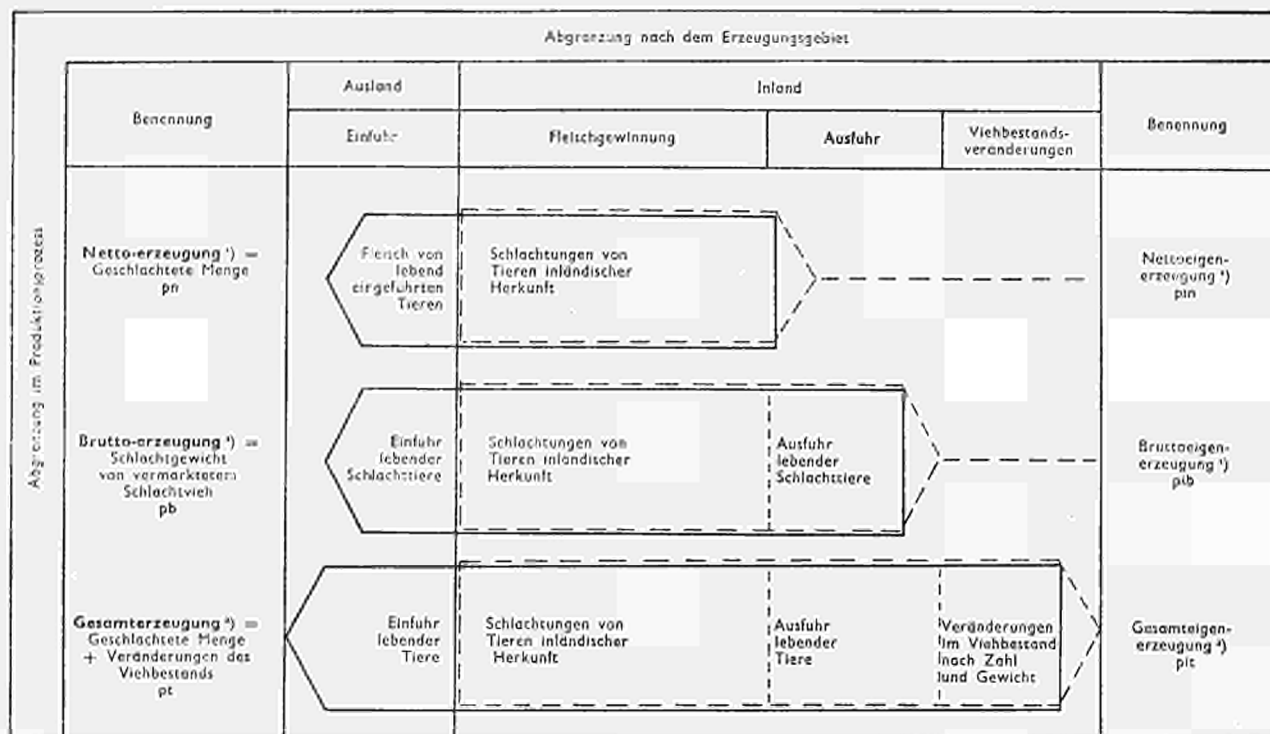 Abgrenzung nach dem Erzeugungsgebiet
Abgrenzung im Produktionsprozess
Benennung
Ausland
Inland
Benennung
Einfuhr
Fleischgewinnung
Ausfuhr
Viehbestands-
veränderungen
Netto-erzeugung ¹) =
Geschlachtete Menge
pn
Fleisch von
lebend
eingeführten
Tieren
Schlachtungen von
Tieren inländischer
Herkunft
Nettoeigen-
erzeugung ⁴)
pin
Brutto-erzeugung ²) =
Schlachtgewicht
von vermarktetem
Schlachtvieh
pb
Einfuhr
lebender
Schlachttiere
Schlachtungen von
Tieren inländischer
Herkunft
Ausfuhr
lebender
Schlachttiere
Bruttoeigen-
erzeugung ⁵)
pib
Gesamterzeugung ³) =
Geschlachtete Menge
+ Veränderungen des
Viehbestands
pt
Einfuhr
lebender
Tiere
Schlachtungen von
Tieren inländischer
Herkunft
Ausfuhr
lebender
Tiere
Veränderungen
im Viehbestand
nach Zahl
und Gewicht
Gesamteigen-
erzeugung ⁶)
pit